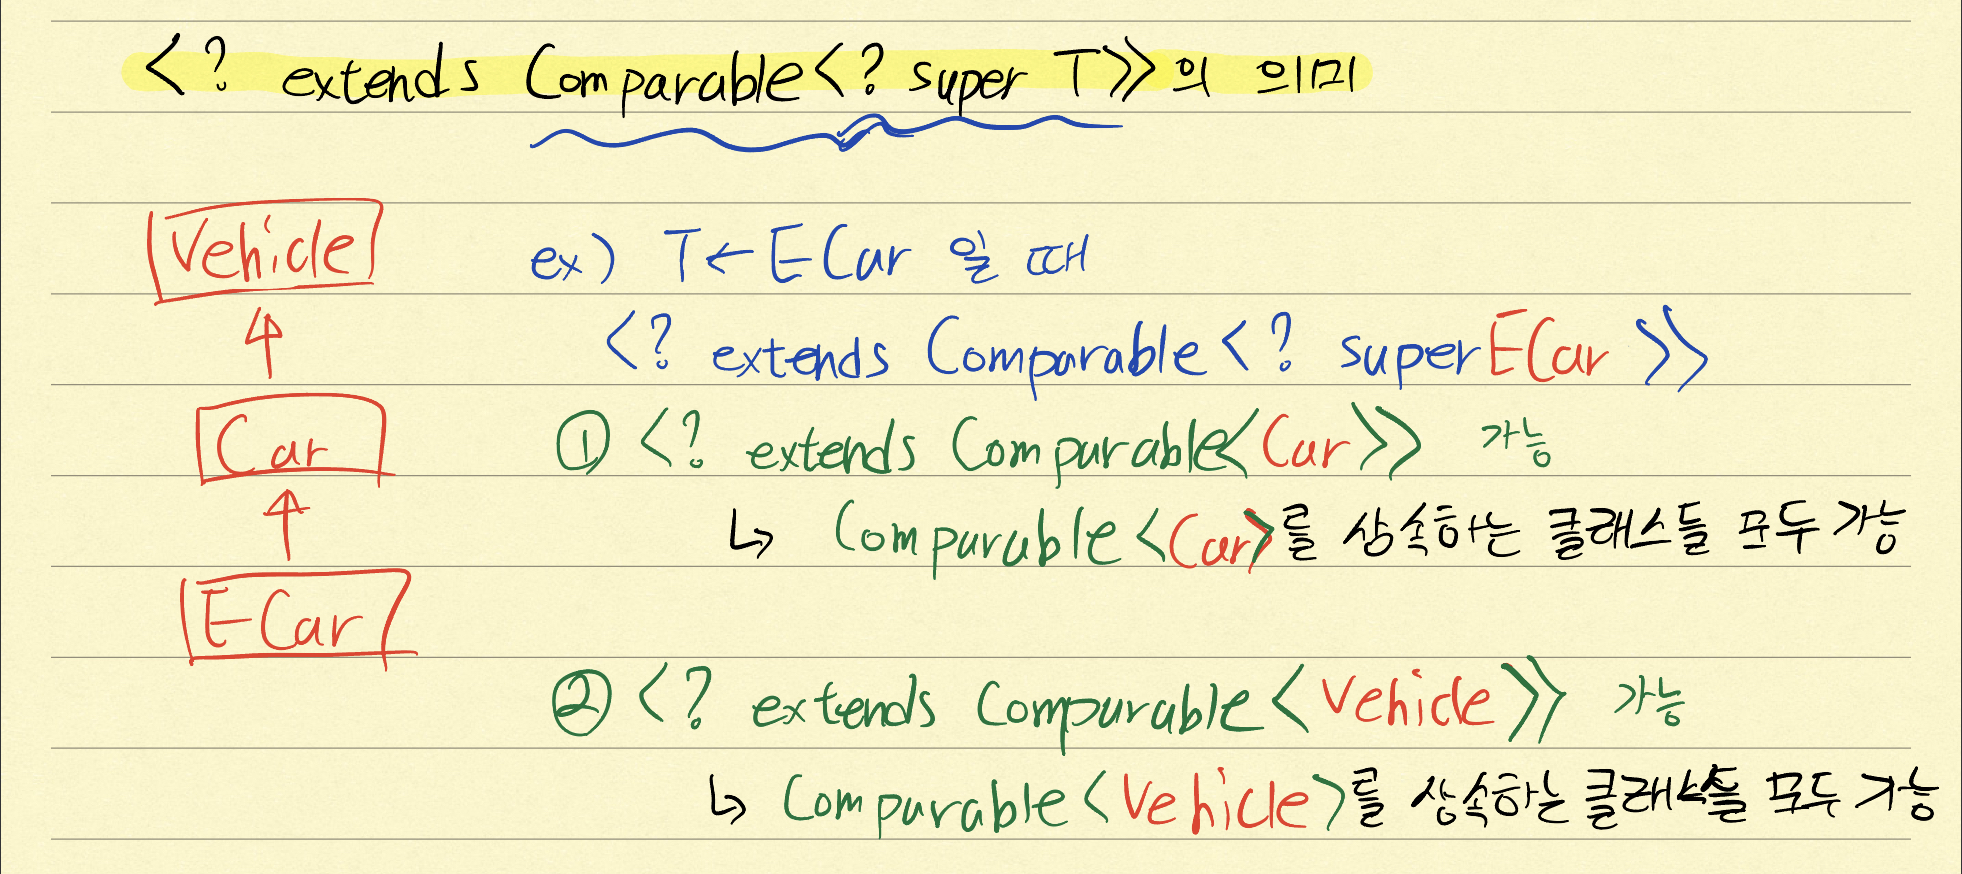 <? extends Comparable<? super T>>의 의미
Vehicle
ex) T←ECar 일 때
<? extends Comparable<? super ECar>>
Car
① <? extends Comparable<Car>> 가능
↳ Comparable<Car>를 상속하는 클래스들 모두 가능
E-Car
② <? extends Comparable<Vehicle>> 가능
↳ Comparable<Vehicle>를 상속하는 클래스들 모두 가능